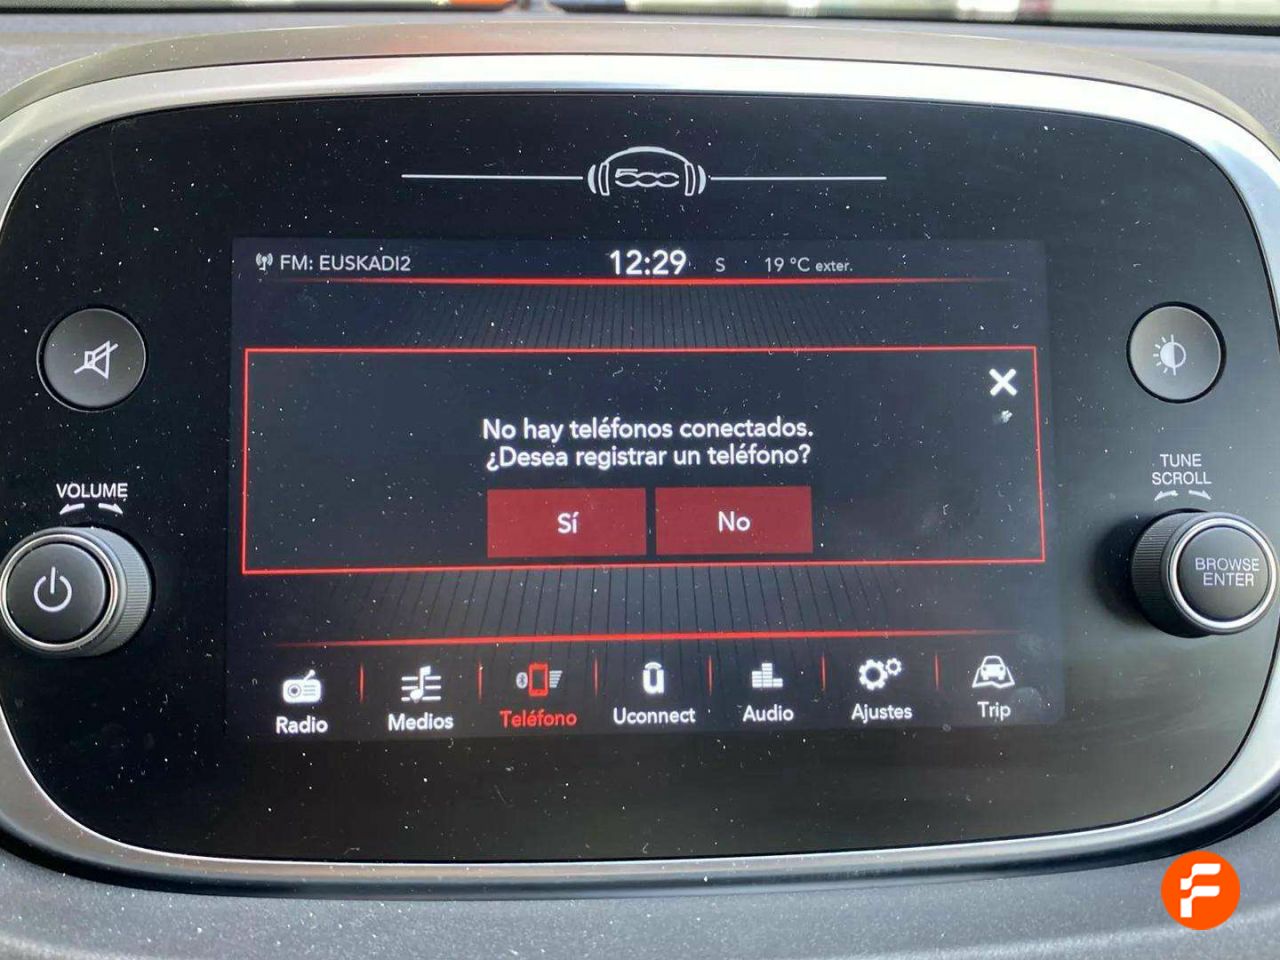 500
FM: EUSKADI2 12:29 S 19 °C exter.
No hay teléfonos conectados.
¿Desea registrar un teléfono?
Sí No
VOLUME
TUNE
SCROLL
BROWSE
ENTER
Radio Medios Teléfono Uconnect Audio Ajustes Trip
F